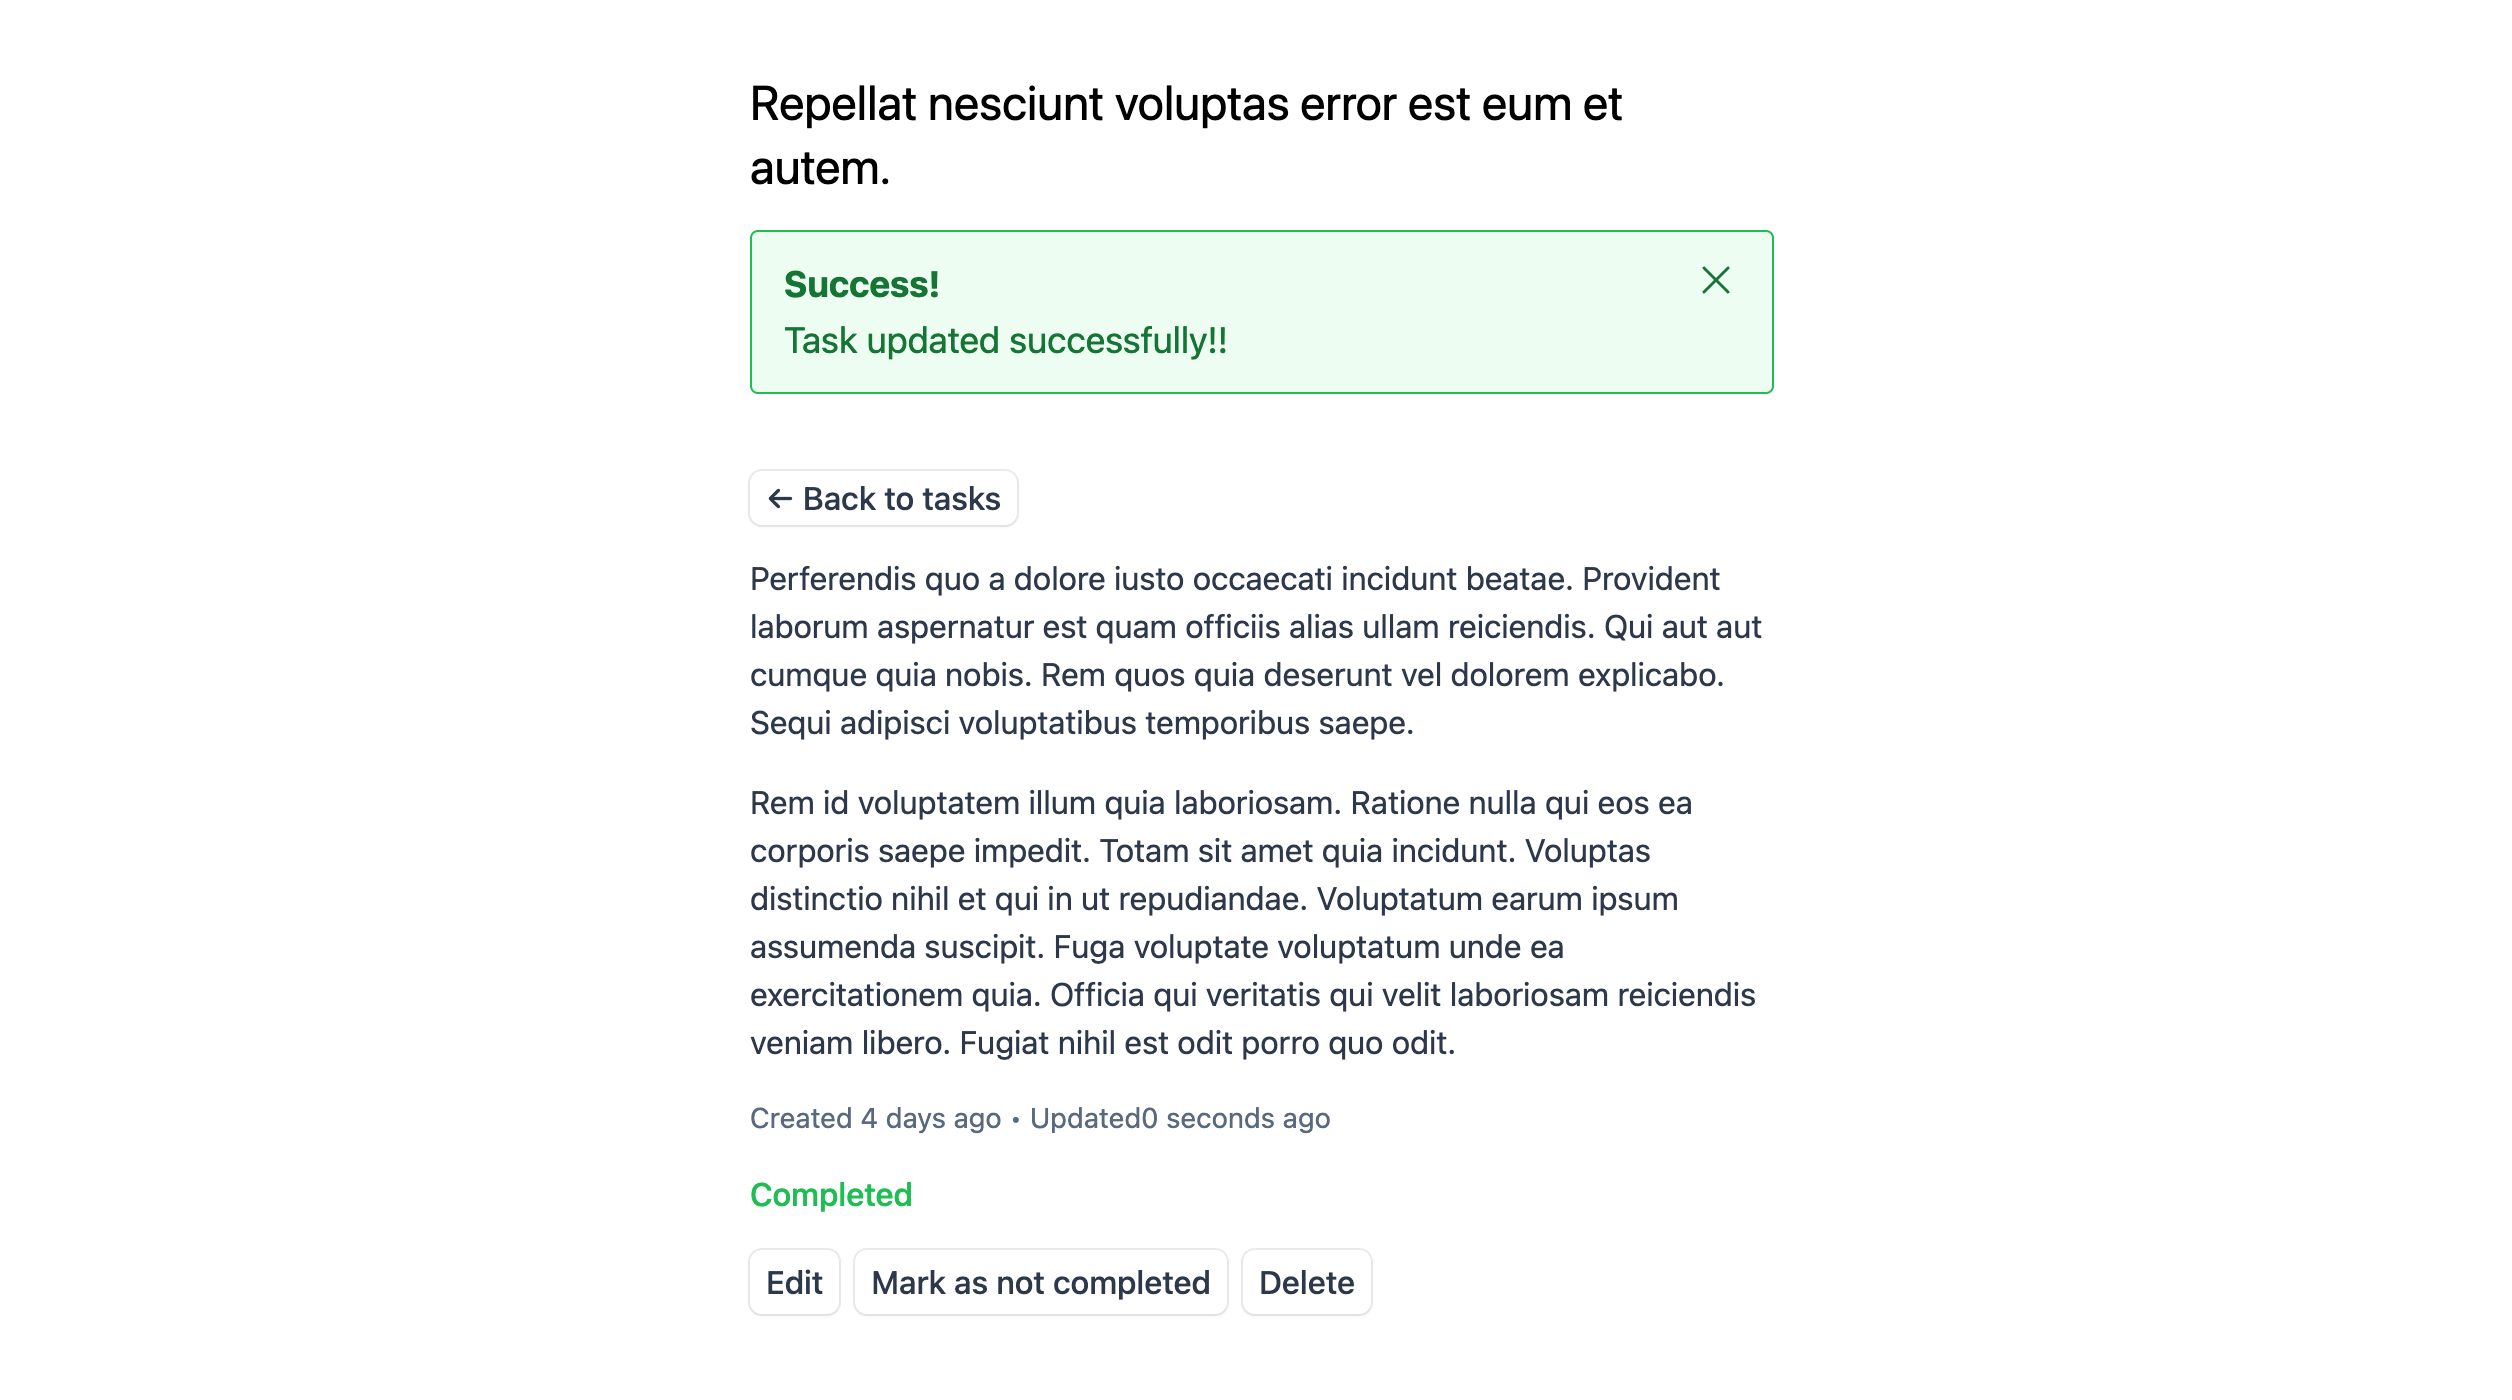 Repellat nesciunt voluptas error est eum et
autem.
Success!
Task updated successfully!!
← Back to tasks
Perferendis quo a dolore iusto occaecati incidunt beatae. Provident
laborum aspernatur est quam officiis alias ullam reiciendis. Qui aut aut
cumque quia nobis. Rem quos quia deserunt vel dolorem explicabo.
Sequi adipisci voluptatibus temporibus saepe.
Rem id voluptatem illum quia laboriosam. Ratione nulla qui eos ea
corporis saepe impedit. Totam sit amet quia incidunt. Voluptas
distinctio nihil et qui in ut repudiandae. Voluptatum earum ipsum
assumenda suscipit. Fuga voluptate voluptatum unde ea
exercitationem quia. Officia qui veritatis qui velit laboriosam reiciendis
veniam libero. Fugiat nihil est odit porro quo odit.
Created 4 days ago • Updated0 seconds ago
Completed
Edit Mark as not completed Delete